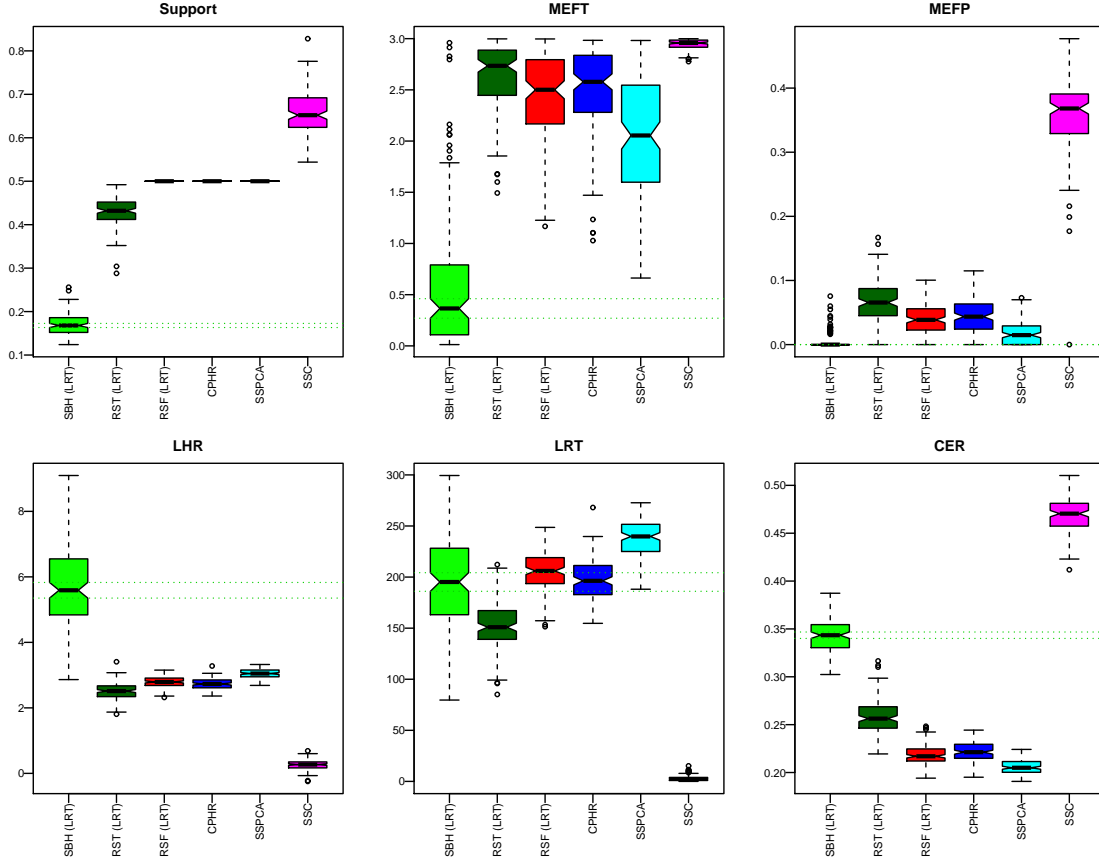 Support
0.8
0.7
0.6
0.5
0.4
0.3
0.2
0.1
SBH (LRT)
RST (LRT)
RSF (LRT)
CPHR
SSPCA
SSC
MEFT
3.0
2.5
2.0
1.5
1.0
0.5
0.0
SBH (LRT)
RST (LRT)
RSF (LRT)
CPHR
SSPCA
SSC
MEFP
0.4
0.3
0.2
0.1
0.0
SBH (LRT)
RST (LRT)
RSF (LRT)
CPHR
SSPCA
SSC
LHR
8
6
4
2
0
SBH (LRT)
RST (LRT)
RSF (LRT)
CPHR
SSPCA
SSC
LRT
300
250
200
150
100
50
0
SBH (LRT)
RST (LRT)
RSF (LRT)
CPHR
SSPCA
SSC
CER
0.50
0.45
0.40
0.35
0.30
0.25
0.20
SBH (LRT)
RST (LRT)
RSF (LRT)
CPHR
SSPCA
SSC